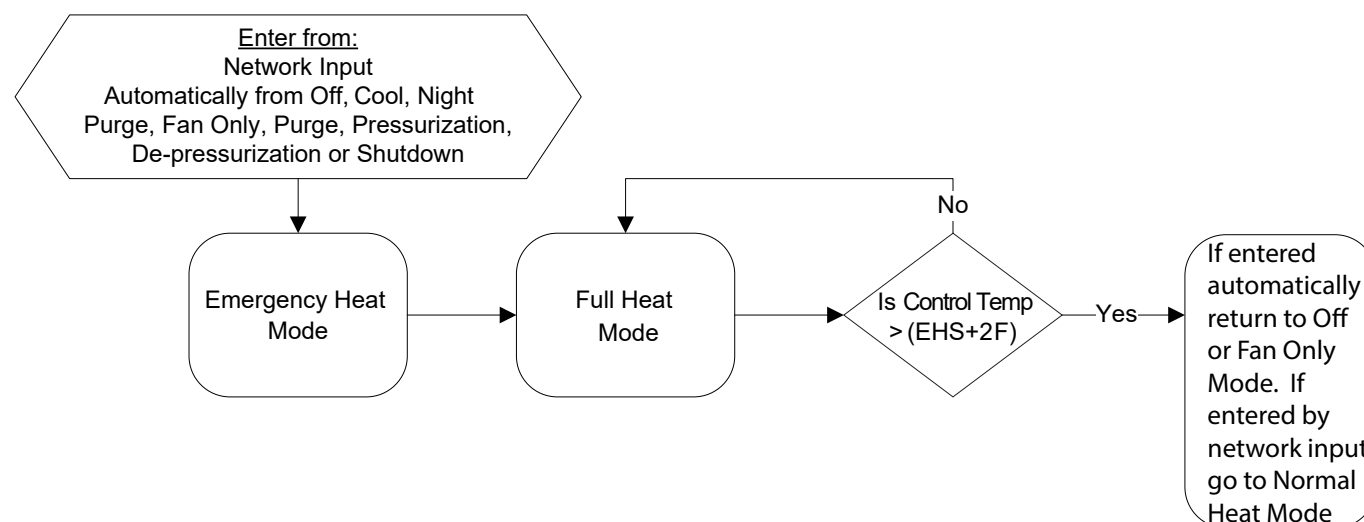 Enter from:
Network Input
Automatically from Off, Cool, Night
Purge, Fan Only, Purge, Pressurization,
De-pressurization or Shutdown
Emergency Heat
Mode
Full Heat
Mode
No
Is Control Temp
> (EHS+2F)
Yes
If entered
automatically
return to Off
or Fan Only
Mode. If
entered by
network input
go to Normal
Heat Mode